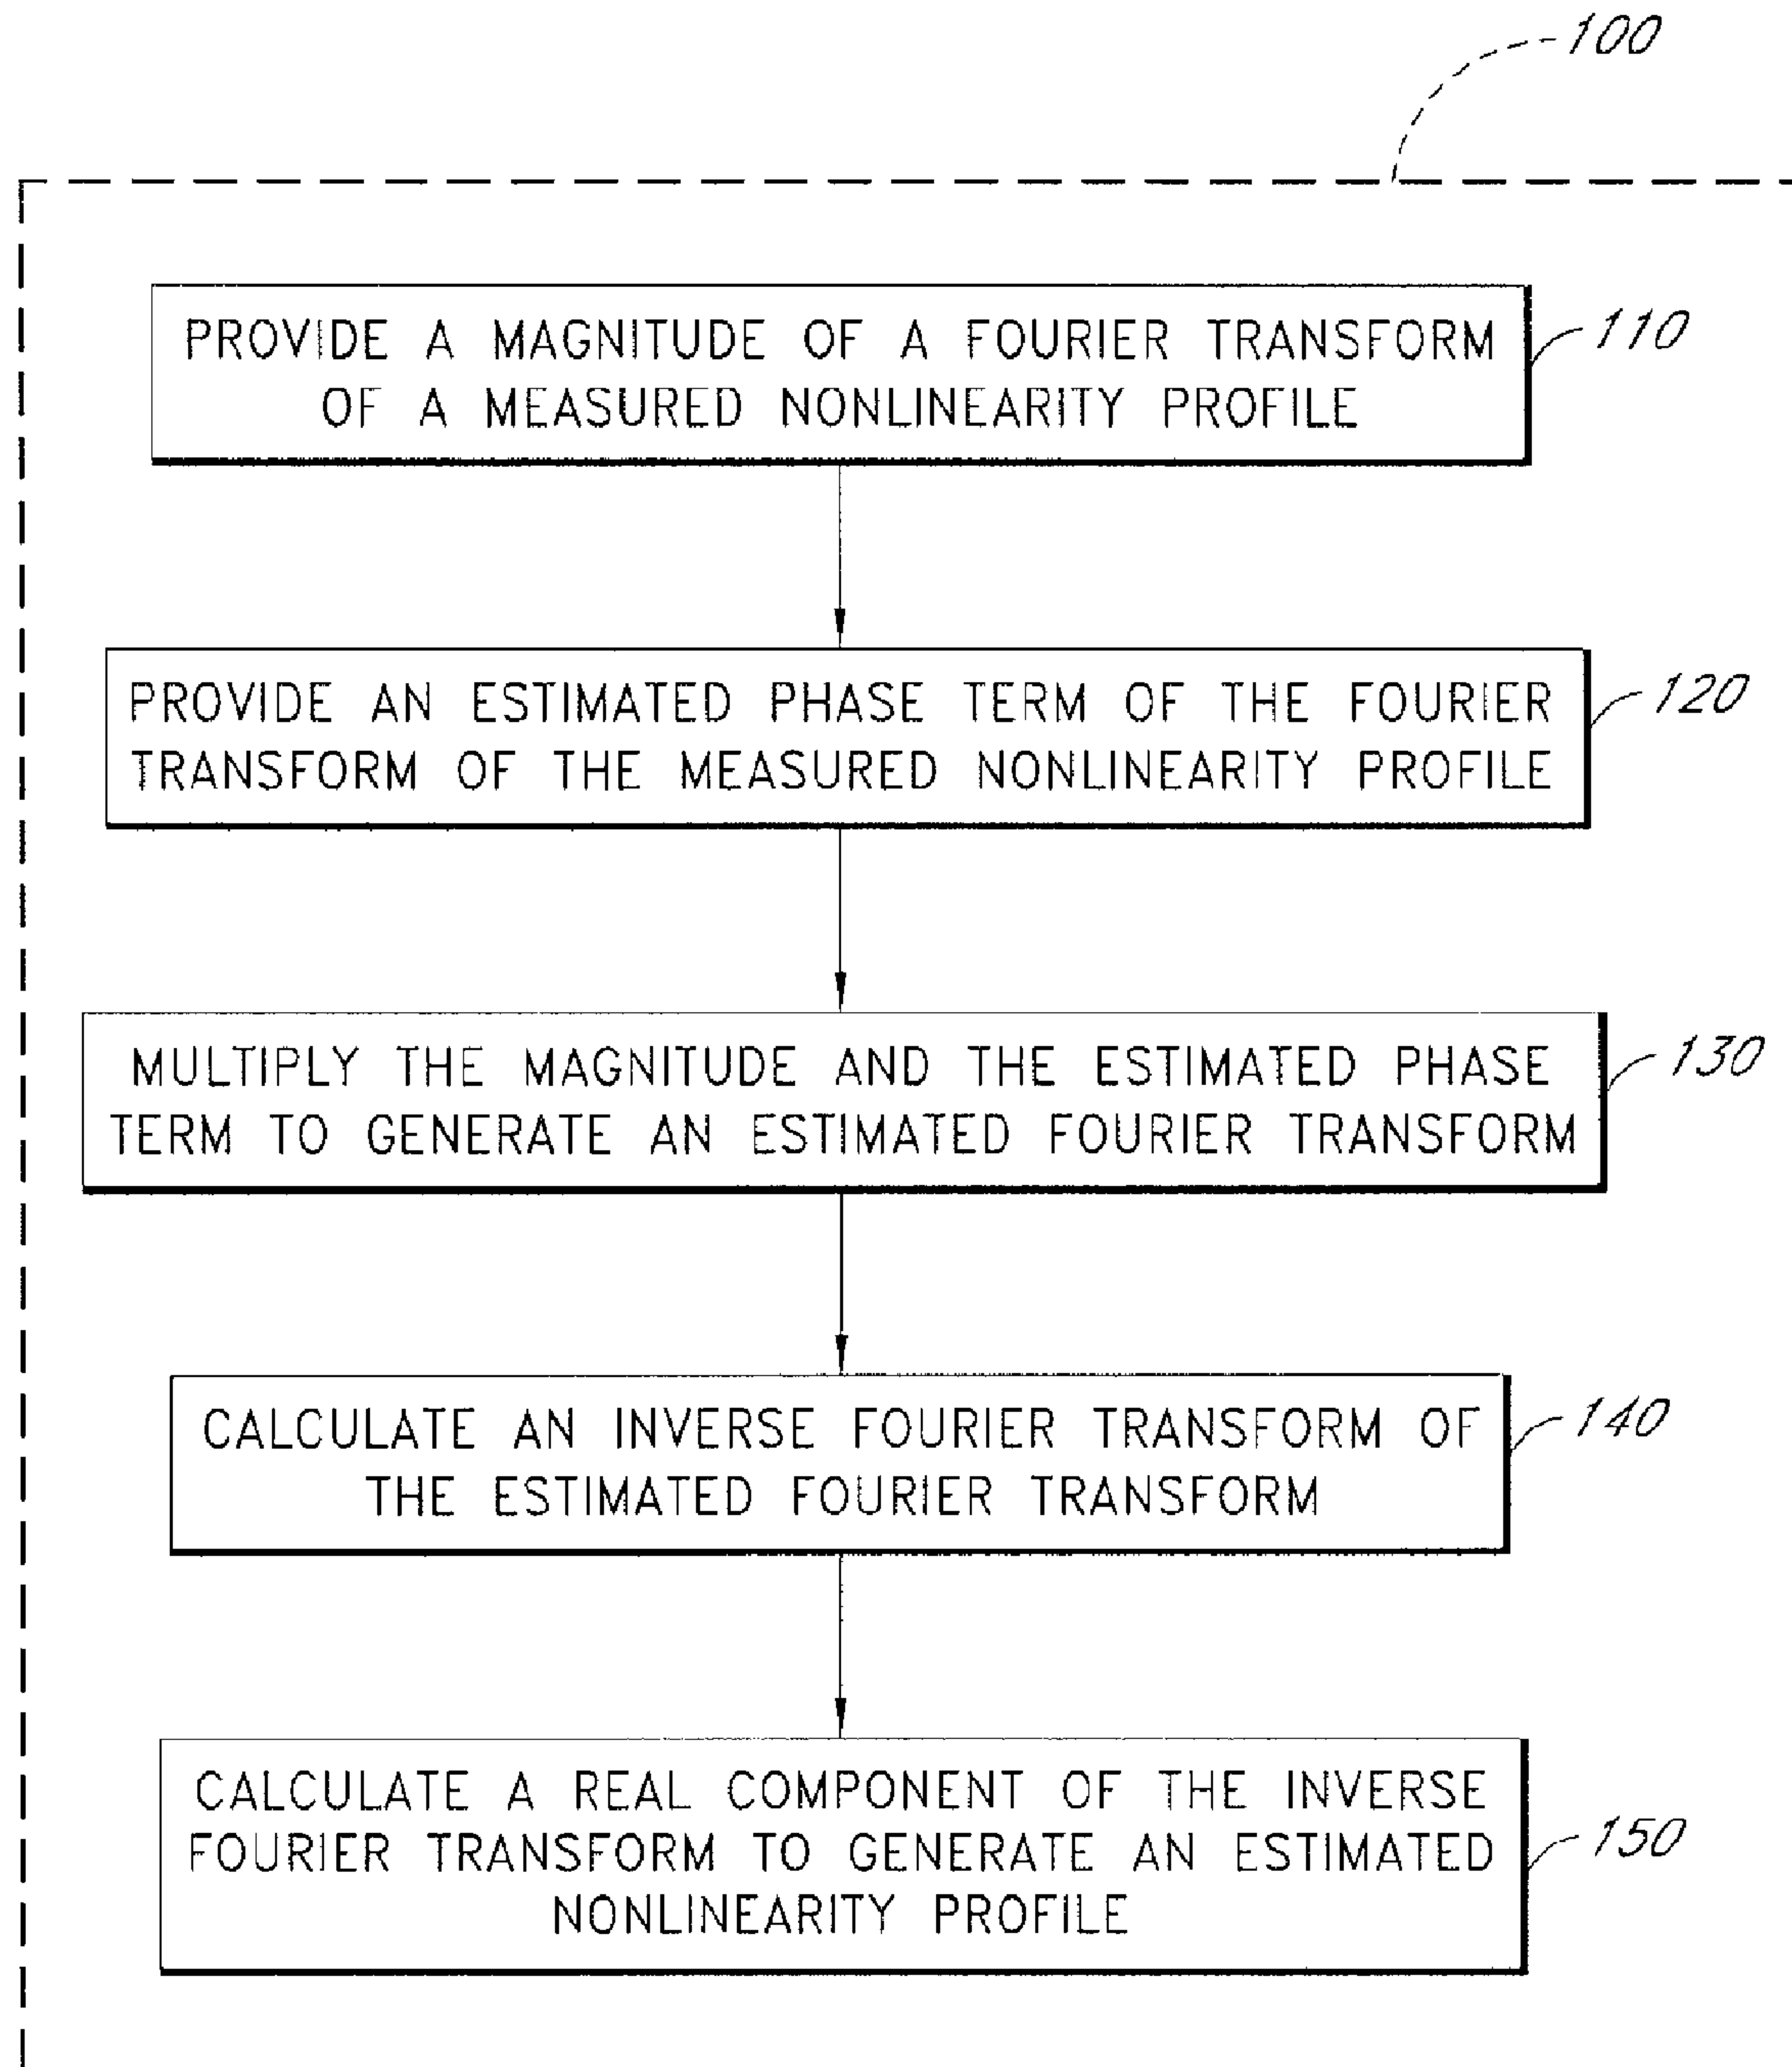 100
PROVIDE A MAGNITUDE OF A FOURIER TRANSFORM
OF A MEASURED NONLINEARITY PROFILE
110
PROVIDE AN ESTIMATED PHASE TERM OF THE FOURIER
TRANSFORM OF THE MEASURED NONLINEARITY PROFILE
120
MULTIPLY THE MAGNITUDE AND THE ESTIMATED PHASE
TERM TO GENERATE AN ESTIMATED FOURIER TRANSFORM
130
CALCULATE AN INVERSE FOURIER TRANSFORM OF
THE ESTIMATED FOURIER TRANSFORM
140
CALCULATE A REAL COMPONENT OF THE INVERSE
FOURIER TRANSFORM TO GENERATE AN ESTIMATED
NONLINEARITY PROFILE
150